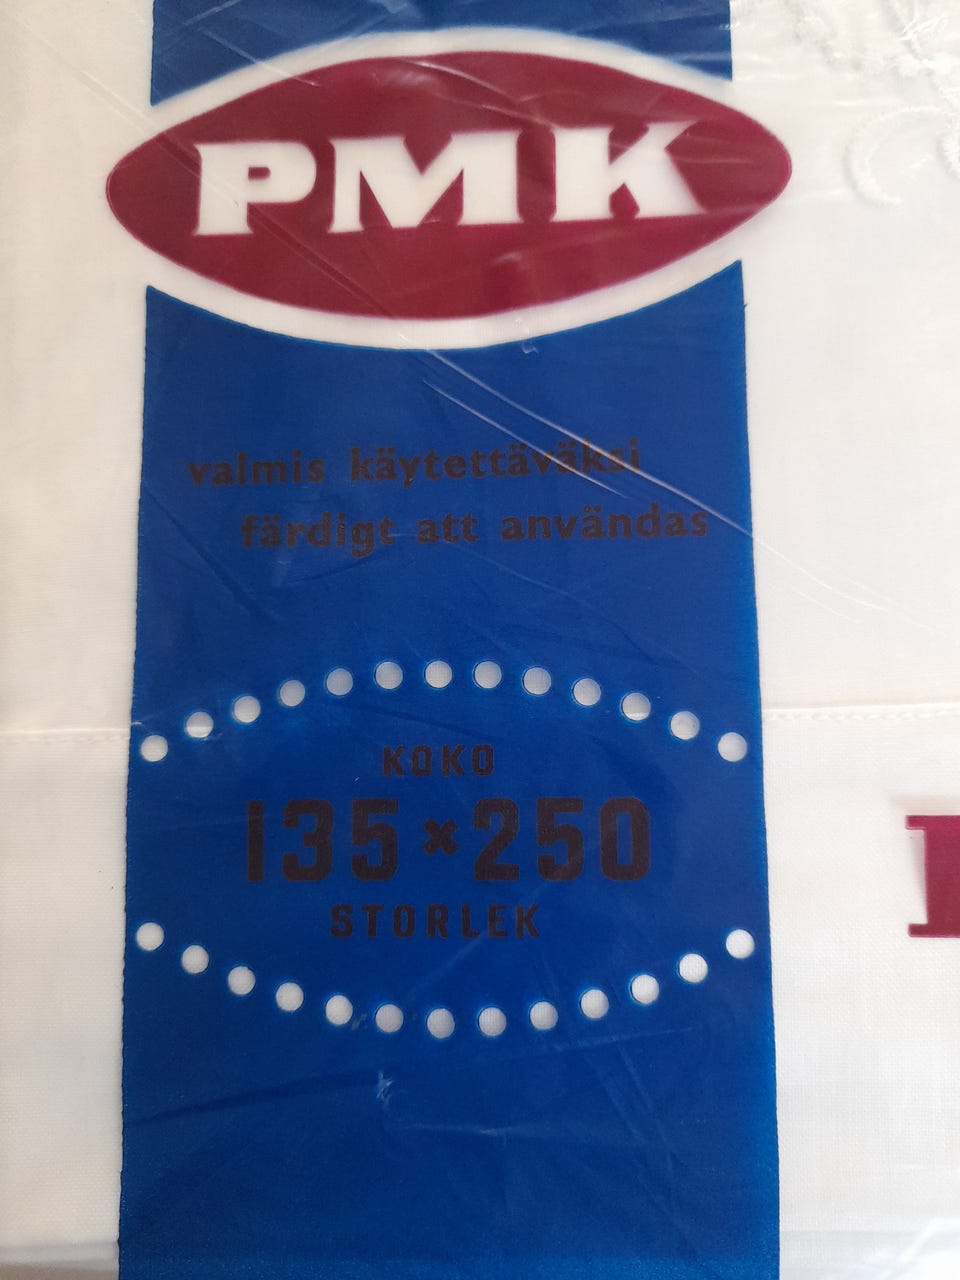 PMK
valmis käytettäväksi
färdigt att användas
KOKO
135 × 250
STORLEK